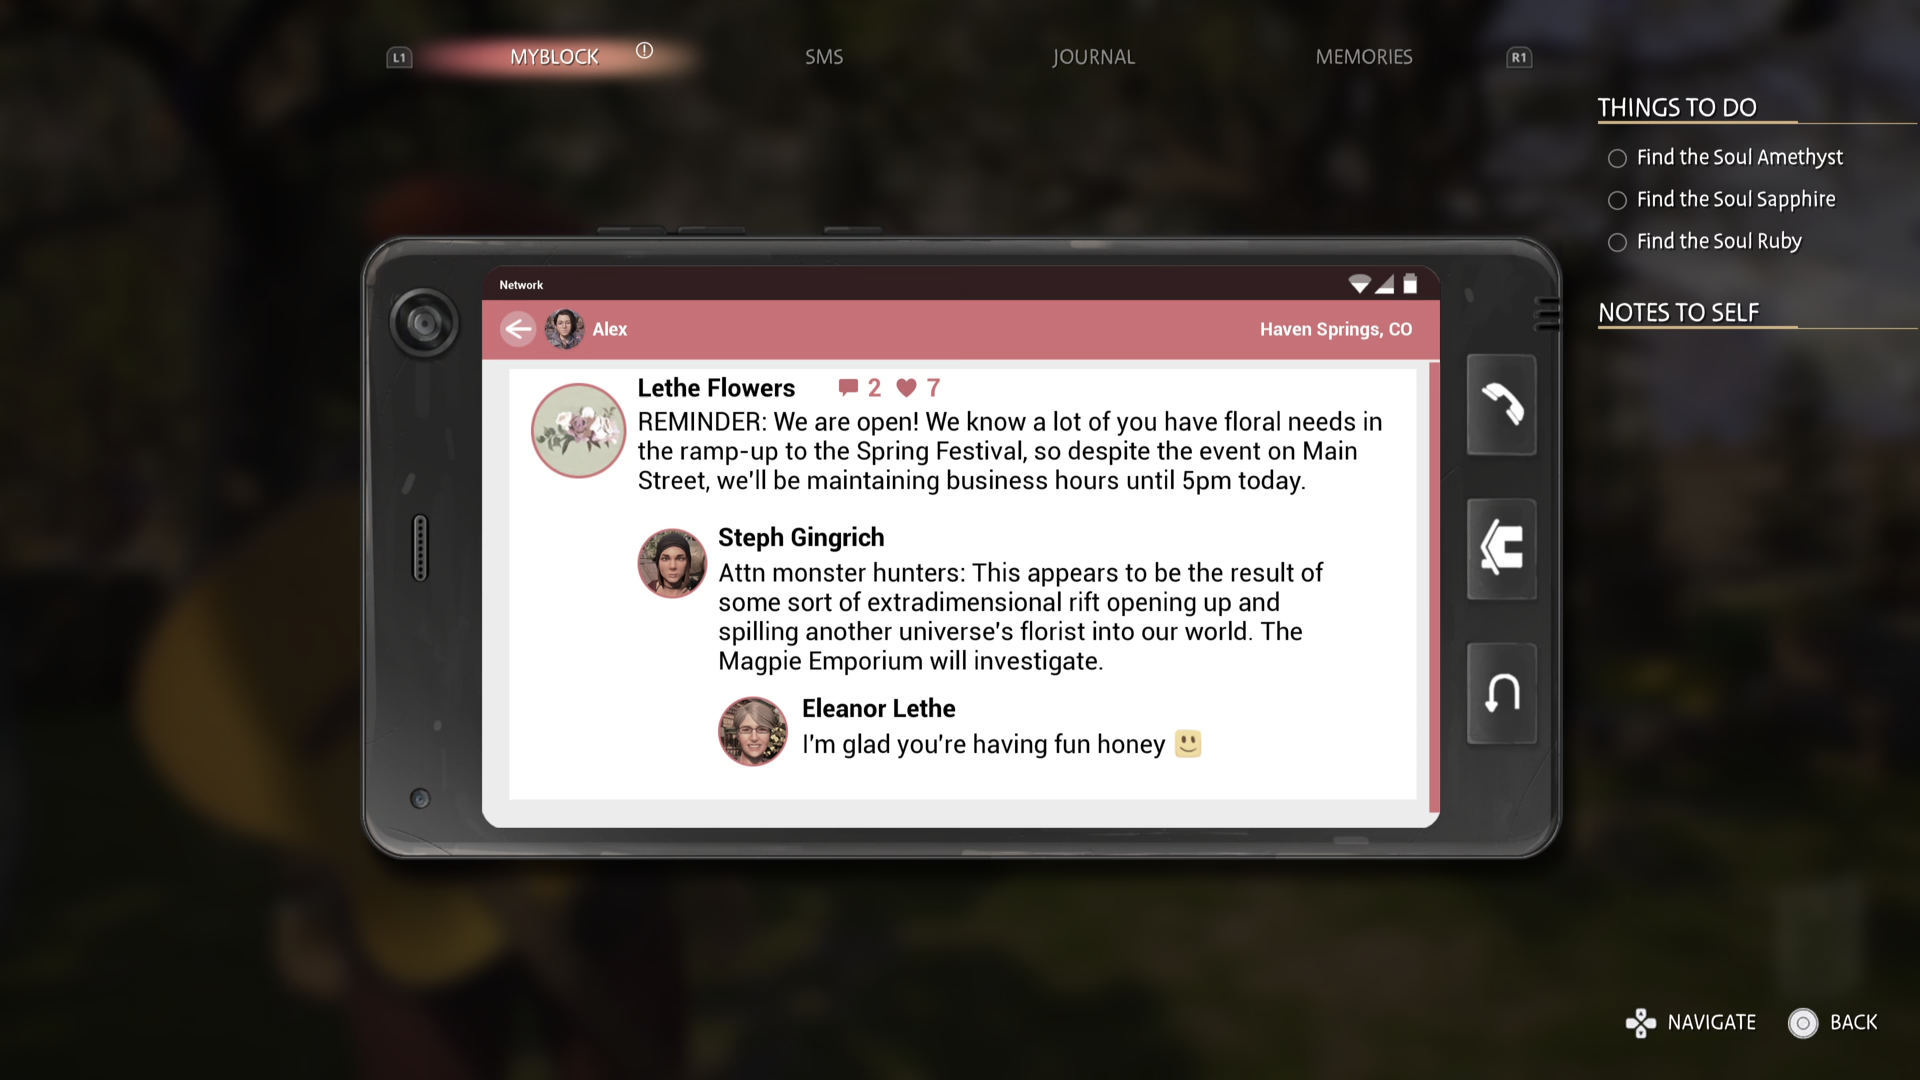 L1
MYBLOCK
SMS
JOURNAL
MEMORIES
R1
THINGS TO DO
Find the Soul Amethyst
Find the Soul Sapphire
Find the Soul Ruby
NOTES TO SELF
Network
Alex
Haven Springs, CO
Lethe Flowers 2 7
REMINDER: We are open! We know a lot of you have floral needs in
the ramp-up to the Spring Festival, so despite the event on Main
Street, we'll be maintaining business hours until 5pm today.
Steph Gingrich
Attn monster hunters: This appears to be the result of
some sort of extradimensional rift opening up and
spilling another universe's florist into our world. The
Magpie Emporium will investigate.
Eleanor Lethe
I'm glad you're having fun honey 🙂
NAVIGATE
BACK